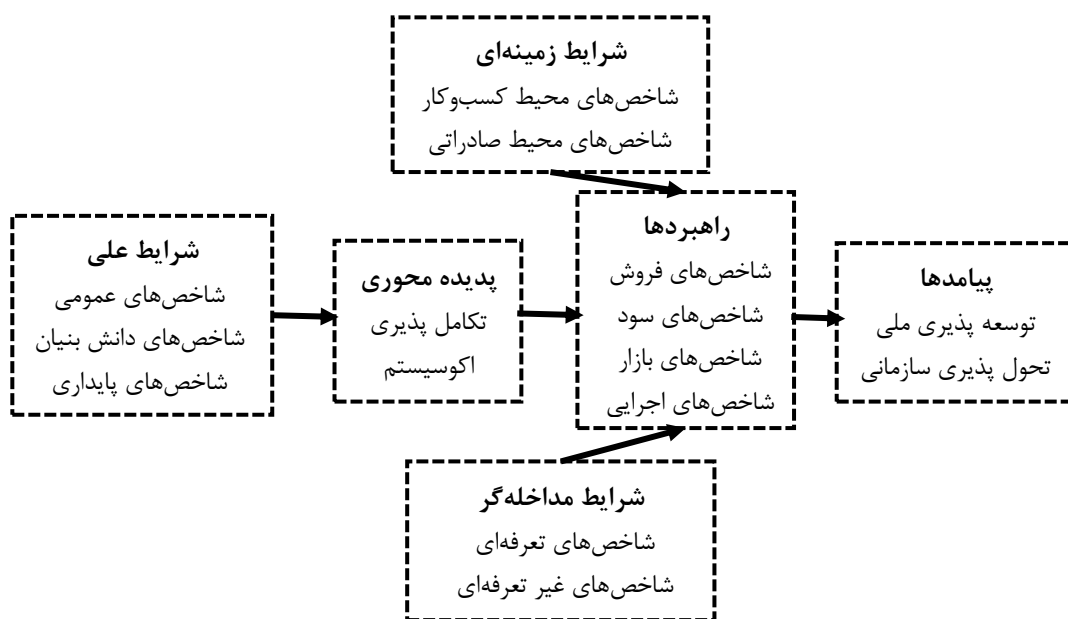 شرایط زمینه‌ای
شاخص‌های محیط کسب‌وکار
شاخص‌های محیط صادراتی
شرایط علی
شاخص‌های عمومی
شاخص‌های دانش بنیان
شاخص‌های پایداری
پدیده محوری
تکامل پذیری
اکوسیستم
راهبردها
شاخص‌های فروش
شاخص‌های سود
شاخص‌های بازار
شاخص‌های اجرایی
پیامدها
توسعه پذیری ملی
تحول پذیری سازمانی
شرایط مداخله‌گر
شاخص‌های تعرفه‌ای
شاخص‌های غیر تعرفه‌ای